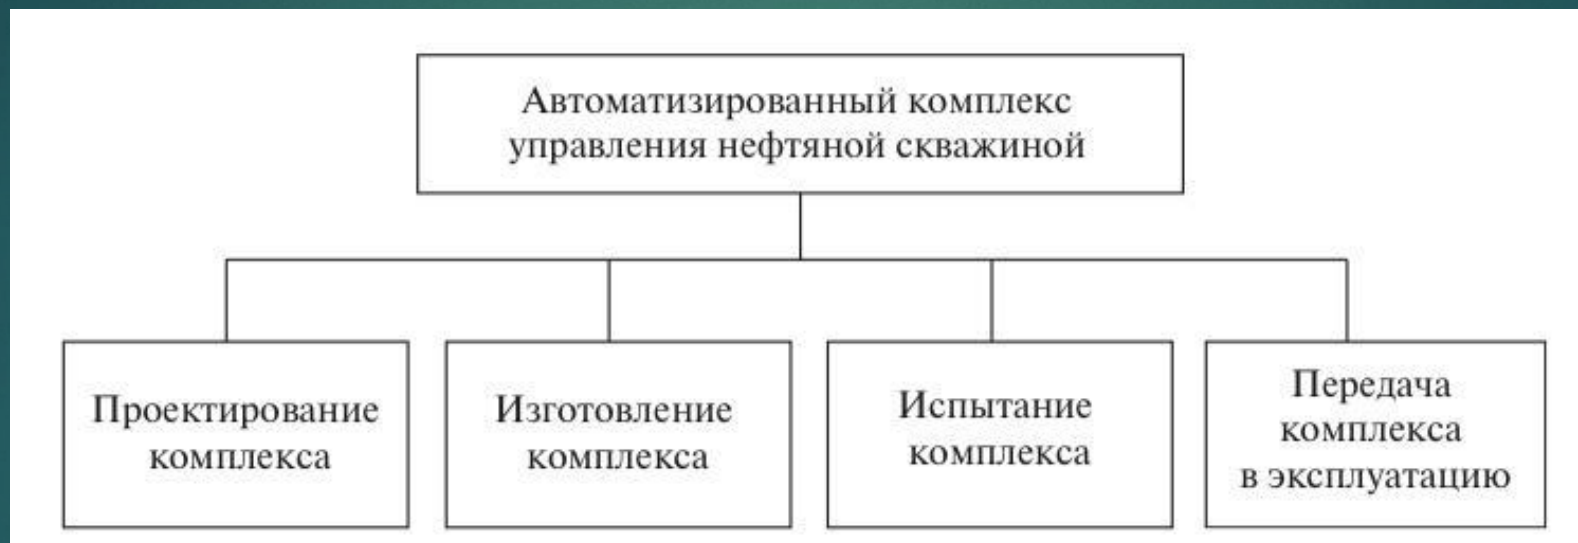 Автоматизированный комплекс
управления нефтяной скважиной
Проектирование
комплекса
Изготовление
комплекса
Испытание
комплекса
Передача
комплекса
в эксплуатацию